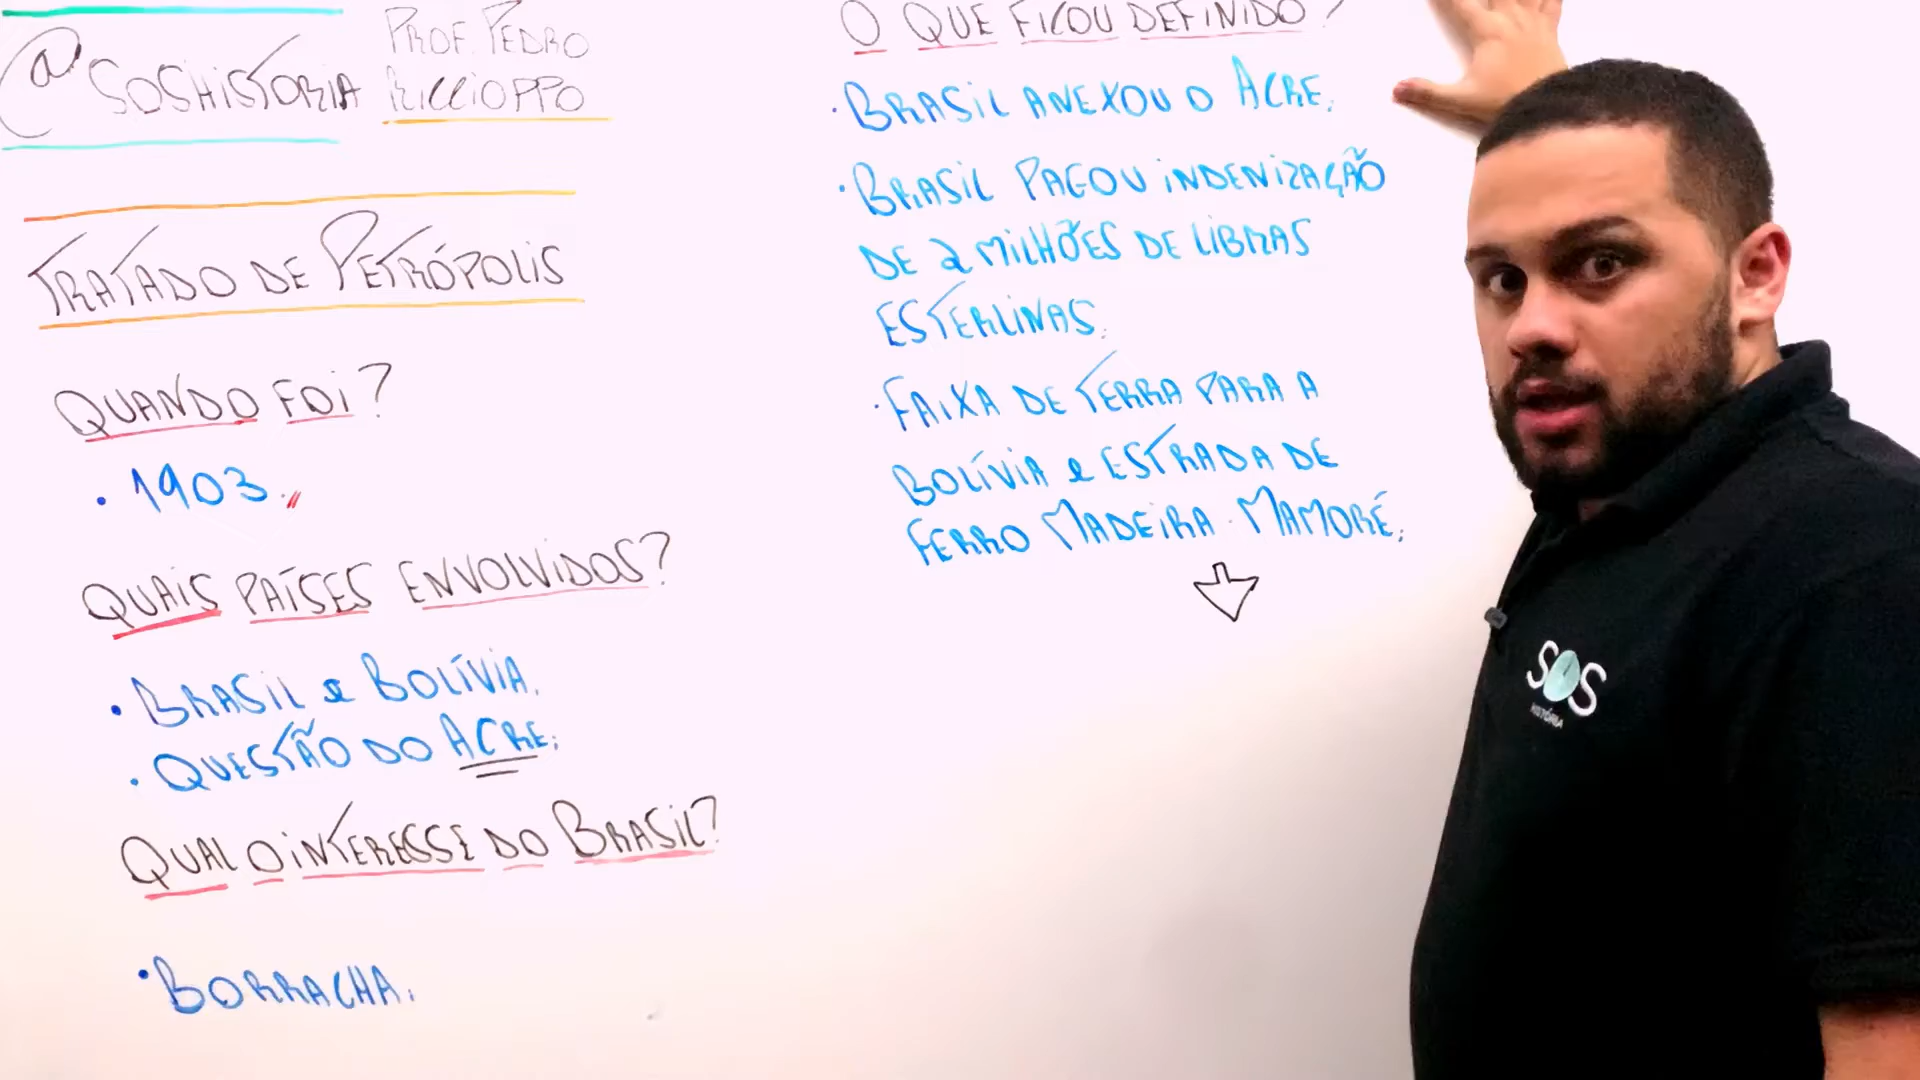 @SOSHISTORIA
PROF. PEDRO
RICCIOPPO
TRATADO DE PETRÓPOLIS
QUANDO FOI?
• 1903.
QUAIS PAÍSES ENVOLVIDOS?
• BRASIL e BOLÍVIA.
• QUESTÃO DO ACRE;
QUAL O INTERESSE DO BRASIL?
• BORRACHA.
O QUE FICOU DEFINIDO?
• BRASIL ANEXOU O ACRE;
• BRASIL PAGOU INDENIZAÇÃO
DE 2 MILHÕES DE LIBRAS
ESTERLINAS;
• FAIXA DE TERRA PARA A
BOLÍVIA e ESTRADA DE
FERRO MADEIRA-MAMORÉ;
SOS
HISTÓRIA